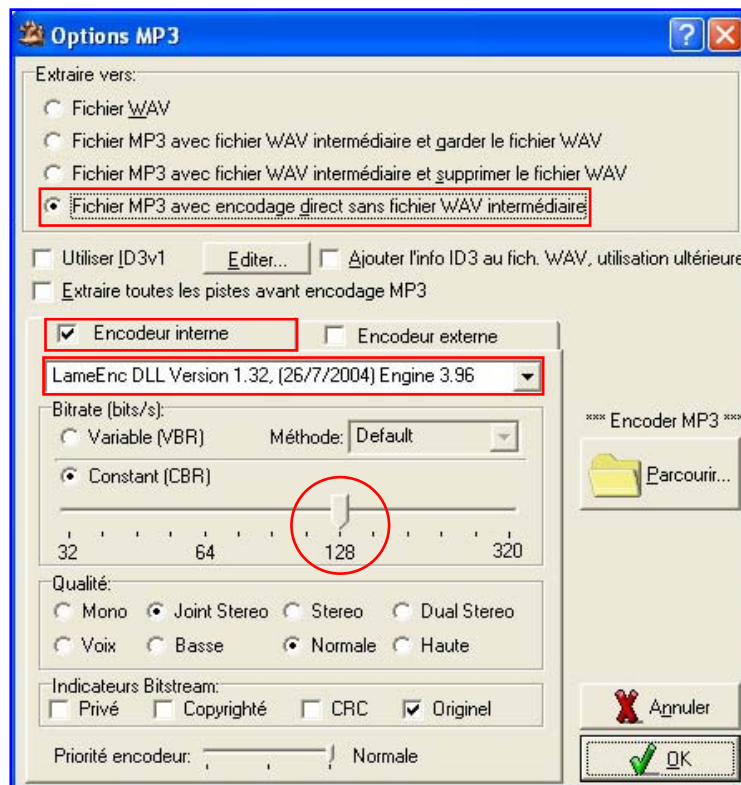 Options MP3
Extraire vers:
Fichier WAV
Fichier MP3 avec fichier WAV intermédiaire et garder le fichier WAV
Fichier MP3 avec fichier WAV intermédiaire et supprimer le fichier WAV
Fichier MP3 avec encodage direct sans fichier WAV intermédiaire
Utiliser ID3v1 Editer... Ajouter l'info ID3 au fich. WAV, utilisation ultérieure
Extraire toutes les pistes avant encodage MP3
Encodeur interne Encodeur externe
LameEnc DLL Version 1.32, (26/7/2004) Engine 3.96
Bitrate (bits/s):
*** Encoder MP3 ***
Variable (VBR) Méthode: Default
Constant (CBR) Parcourir...
32 64 128 320
Qualité:
Mono Joint Stereo Stereo Dual Stereo
Voix Basse Normale Haute
Indicateurs Bitstream:
Privé Copyrighté CRC Originel Annuler
Priorité encodeur: Normale OK